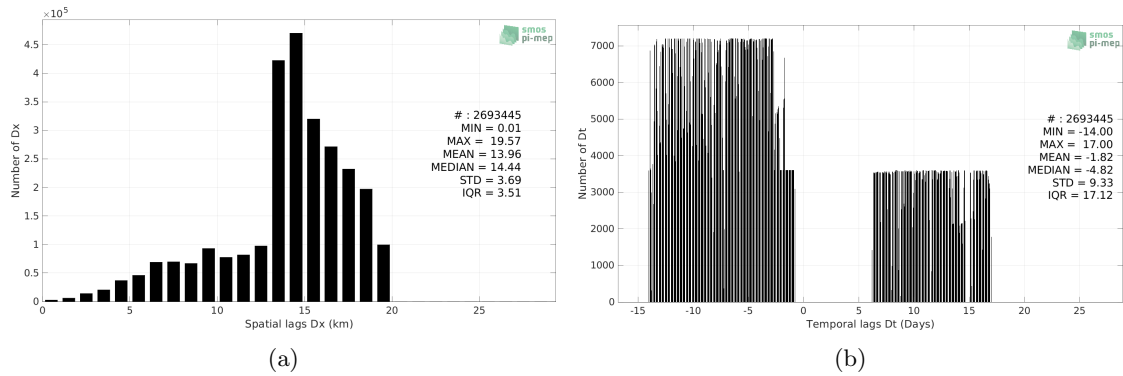 ×10⁵
4.5
4
3.5
3
2.5
2
1.5
1
0.5
0
Number of Dx
0 5 10 15 20 25
Spatial lags Dx (km)
smos
pi-mep
# : 2693445
MIN = 0.01
MAX = 19.57
MEAN = 13.96
MEDIAN = 14.44
STD = 3.69
IQR = 3.51
(a)
7000
6000
5000
4000
3000
2000
1000
0
Number of Dt
-15 -10 -5 0 5 10 15 20 25
Temporal lags Dt (Days)
smos
pi-mep
# : 2693445
MIN = -14.00
MAX = 17.00
MEAN = -1.82
MEDIAN = -4.82
STD = 9.33
IQR = 17.12
(b)